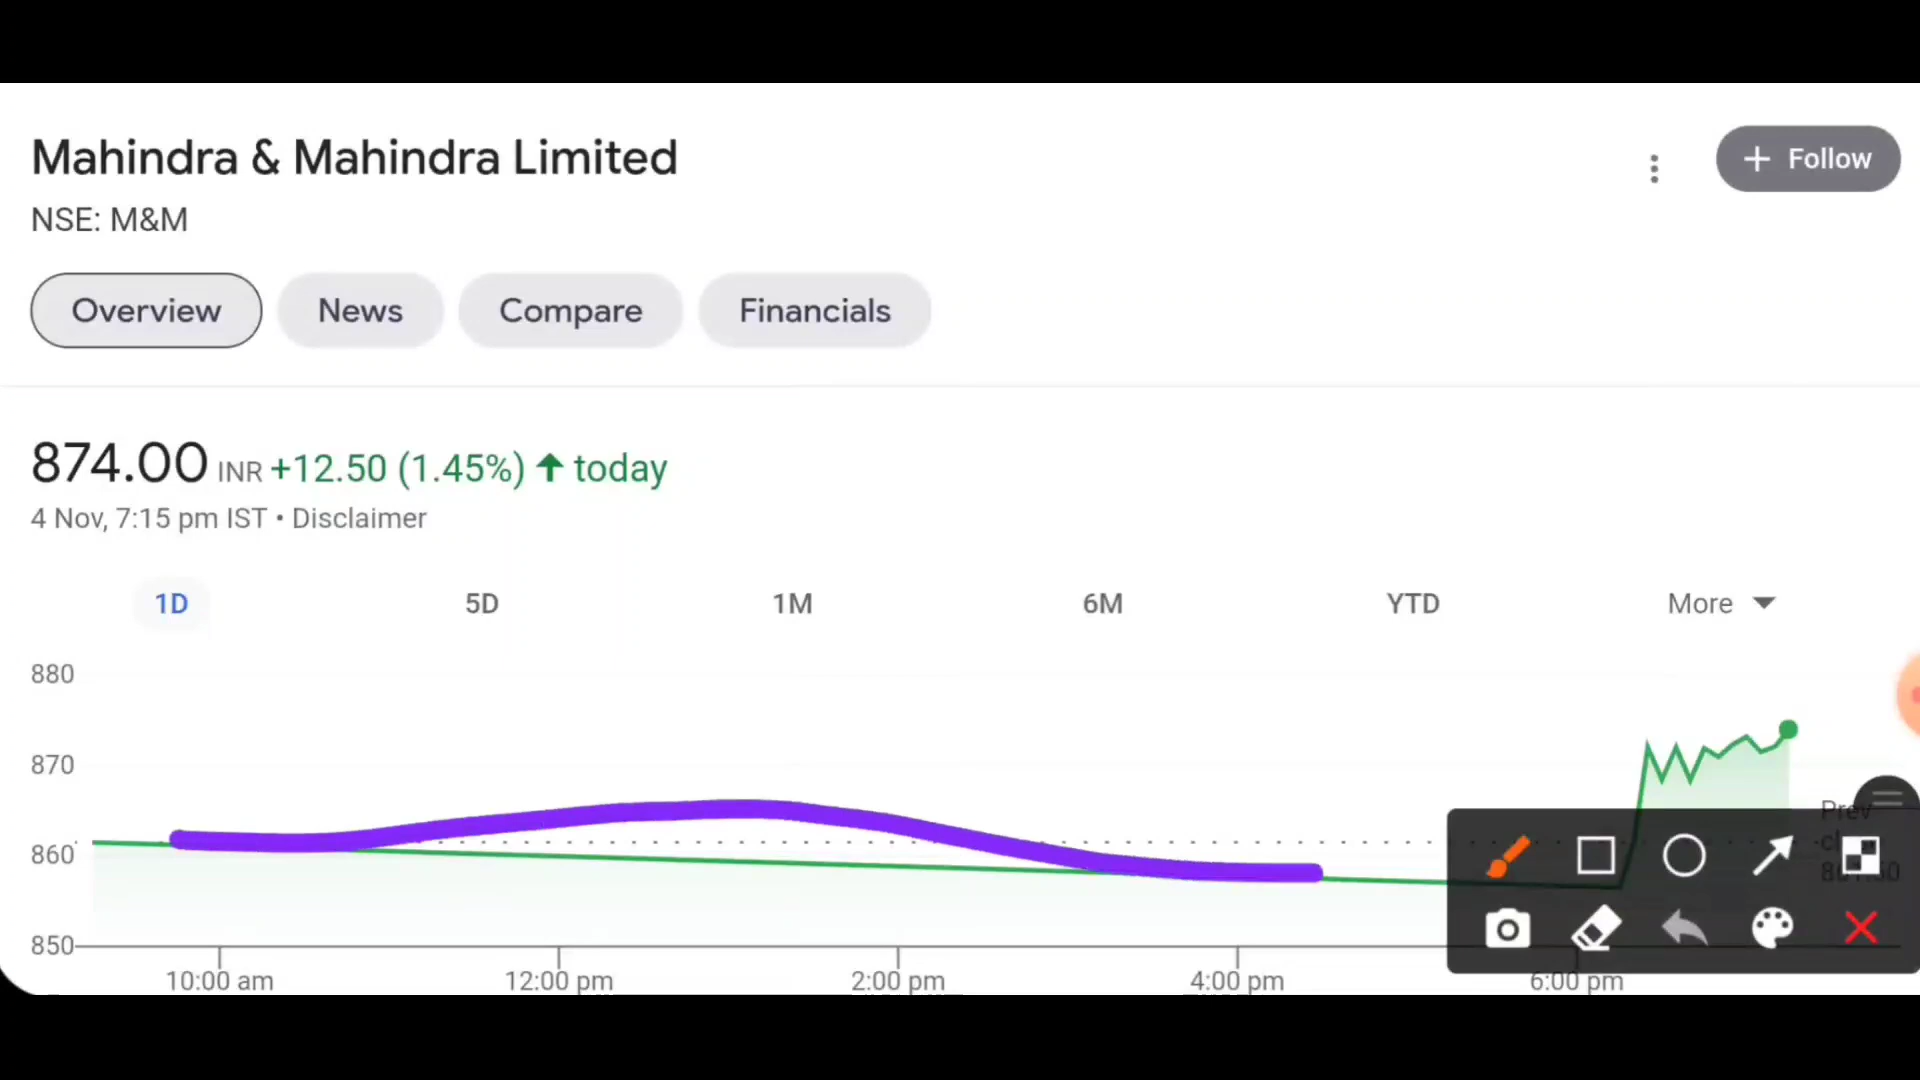 Mahindra & Mahindra Limited
+ Follow
NSE: M&M
Overview
News
Compare
Financials
874.00 INR +12.50 (1.45%) ↑ today
4 Nov, 7:15 pm IST • Disclaimer
1D
5D
1M
6M
YTD
More
880
870
860
850
Prev
10:00 am
12:00 pm
2:00 pm
4:00 pm
6:00 pm